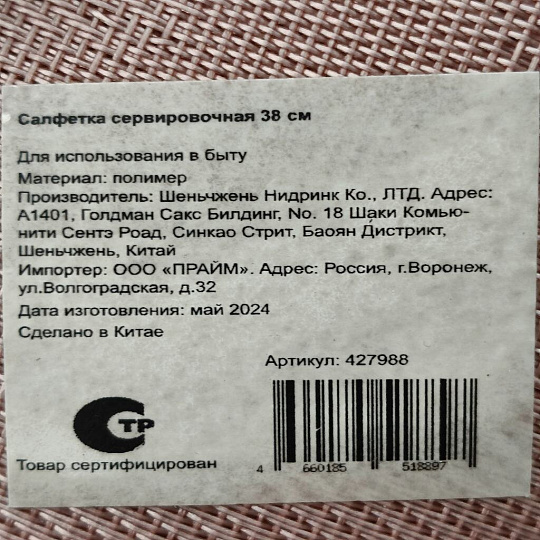 Салфетка сервировочная 38 см
Для использования в быту
Материал: полимер
Производитель: Шеньчжень Нидринк Ко., ЛТД. Адрес:
А1401, Голдман Сакс Билдинг, No. 18 Шаки Комью-
нити Сентэ Роад, Синкао Стрит, Баоян Дистрикт,
Шеньчжень, Китай
Импортер: ООО «ПРАЙМ». Адрес: Россия, г.Воронеж,
ул.Волгоградская, д.32
Дата изготовления: май 2024
Сделано в Китае
Артикул: 427988
СТР
Товар сертифицирован
4 660185 518897